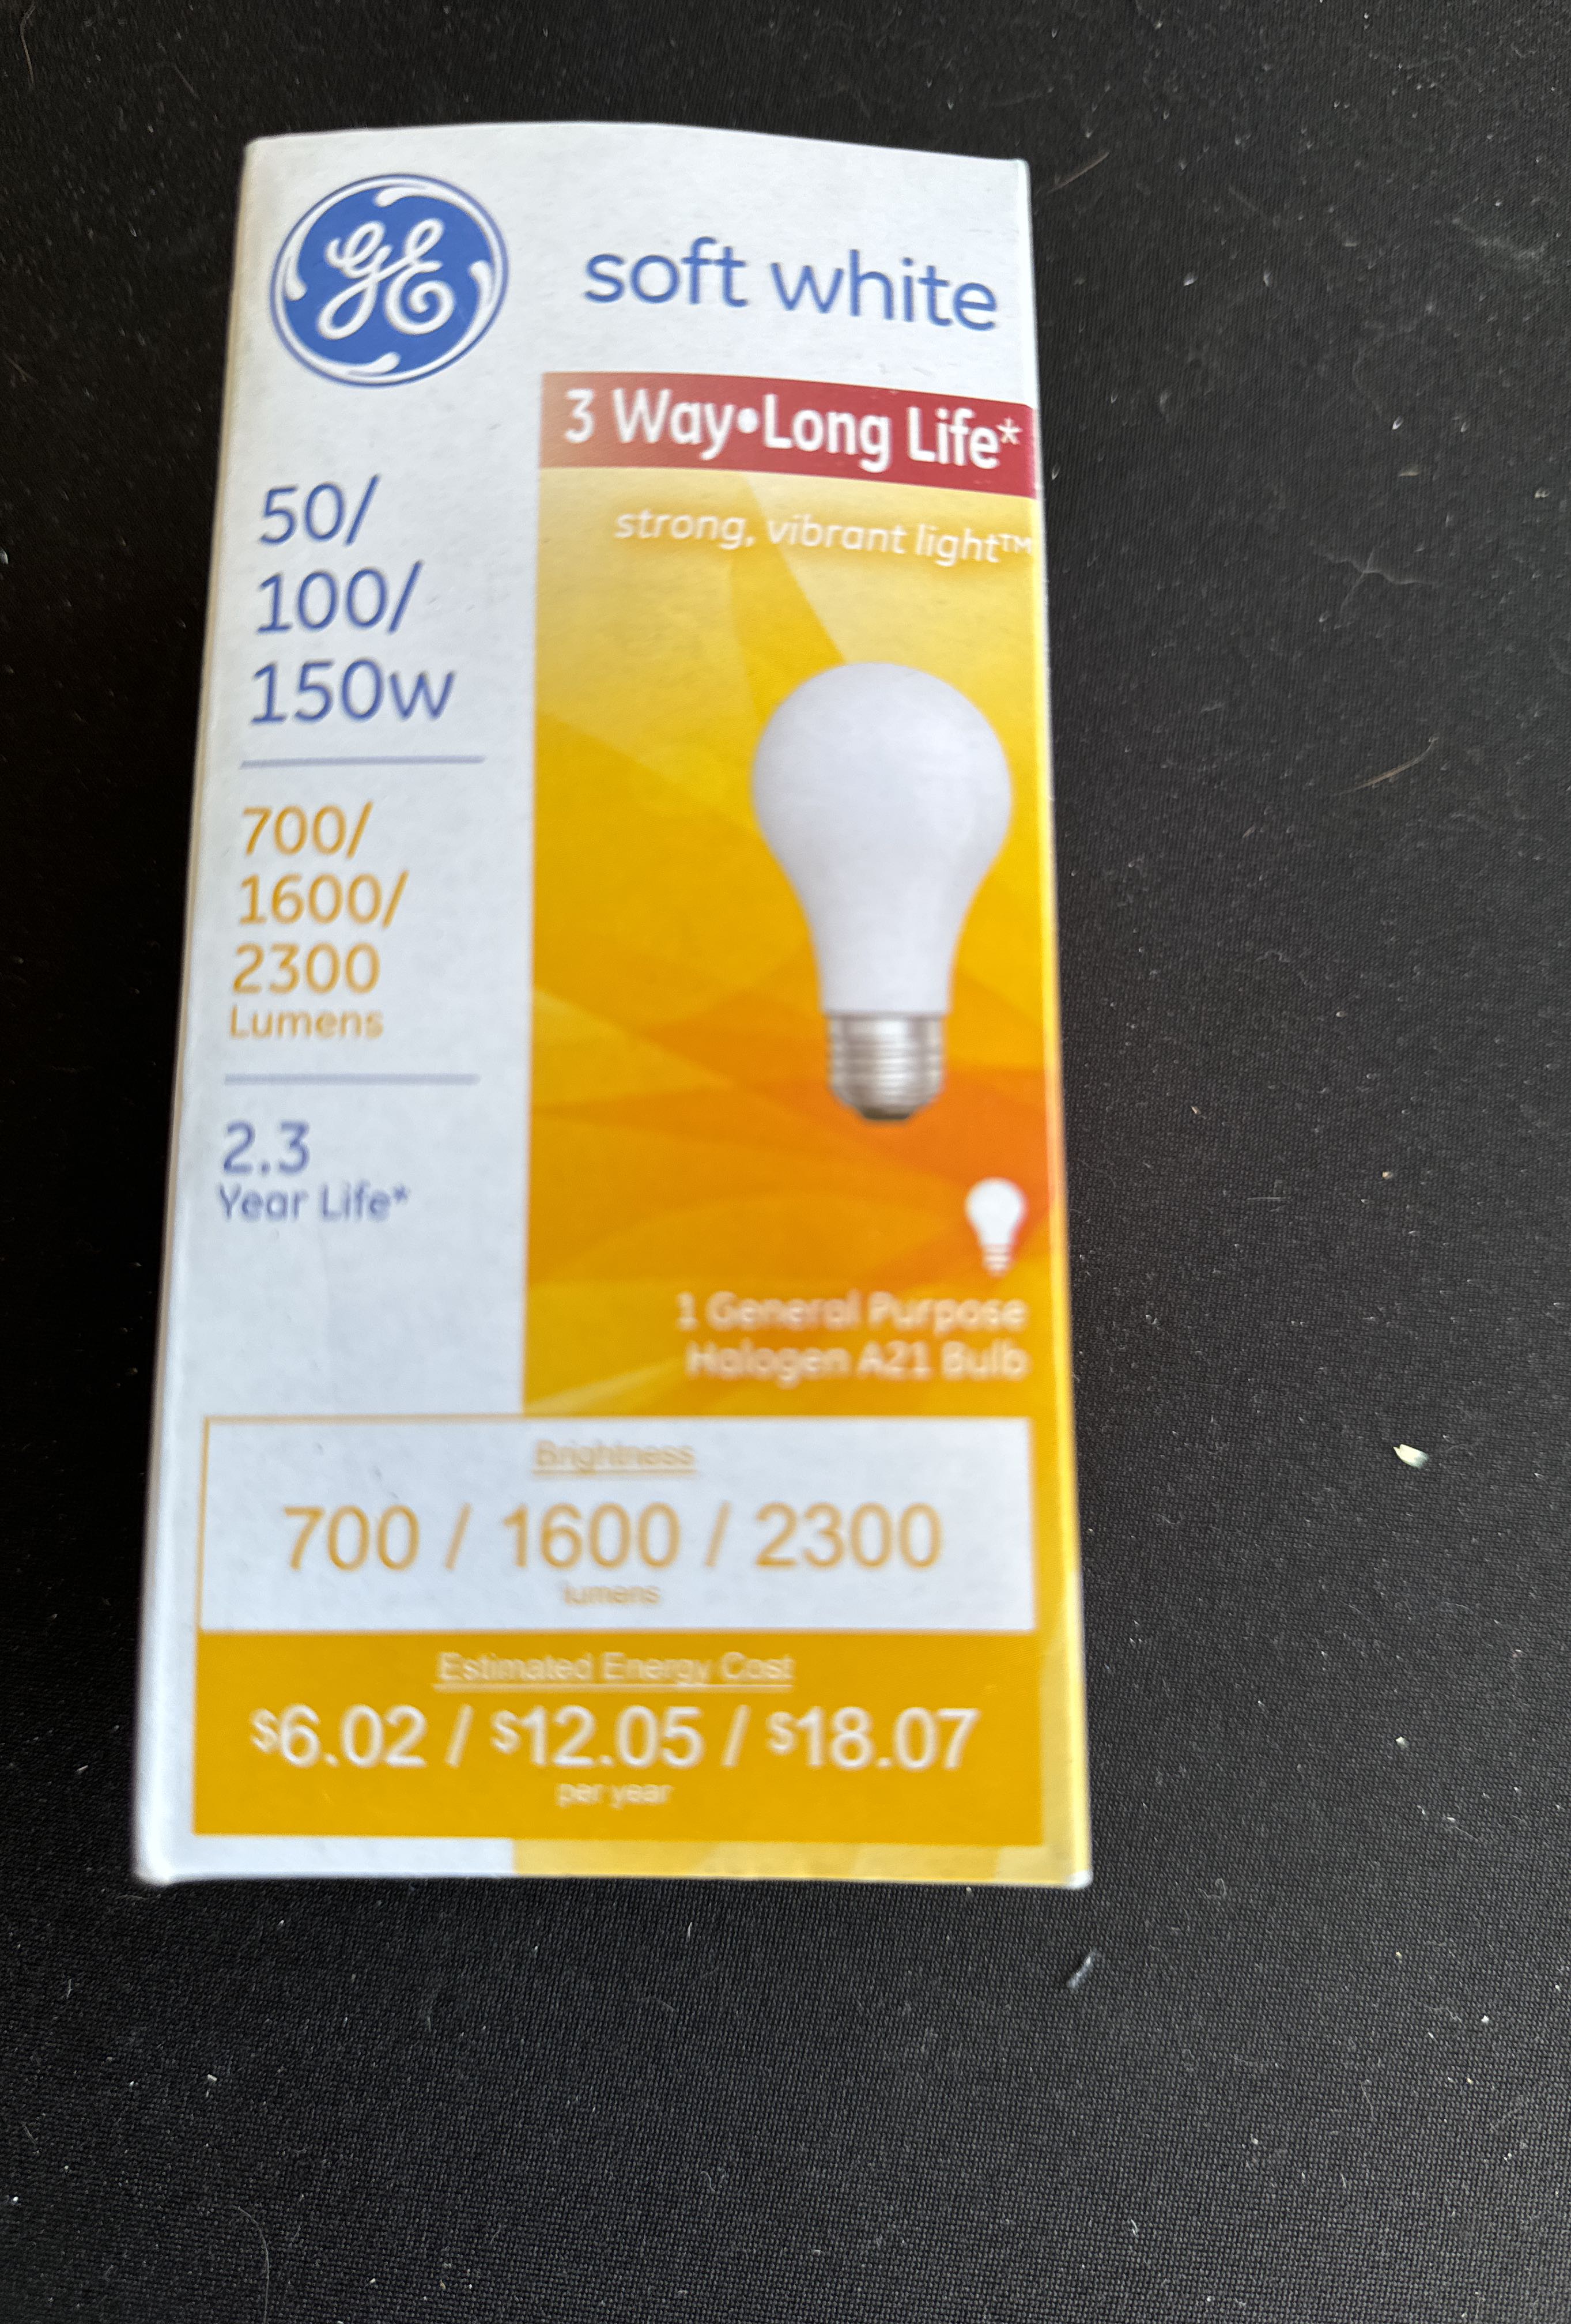 GE
soft white
3 Way•Long Life*
strong, vibrant light™
50/
100/
150w
700/
1600/
2300
Lumens
2.3
Year Life*
1 General Purpose
Halogen A21 Bulb
Brightness
700 / 1600 / 2300
lumens
Estimated Energy Cost
$6.02 / $12.05 / $18.07
per year